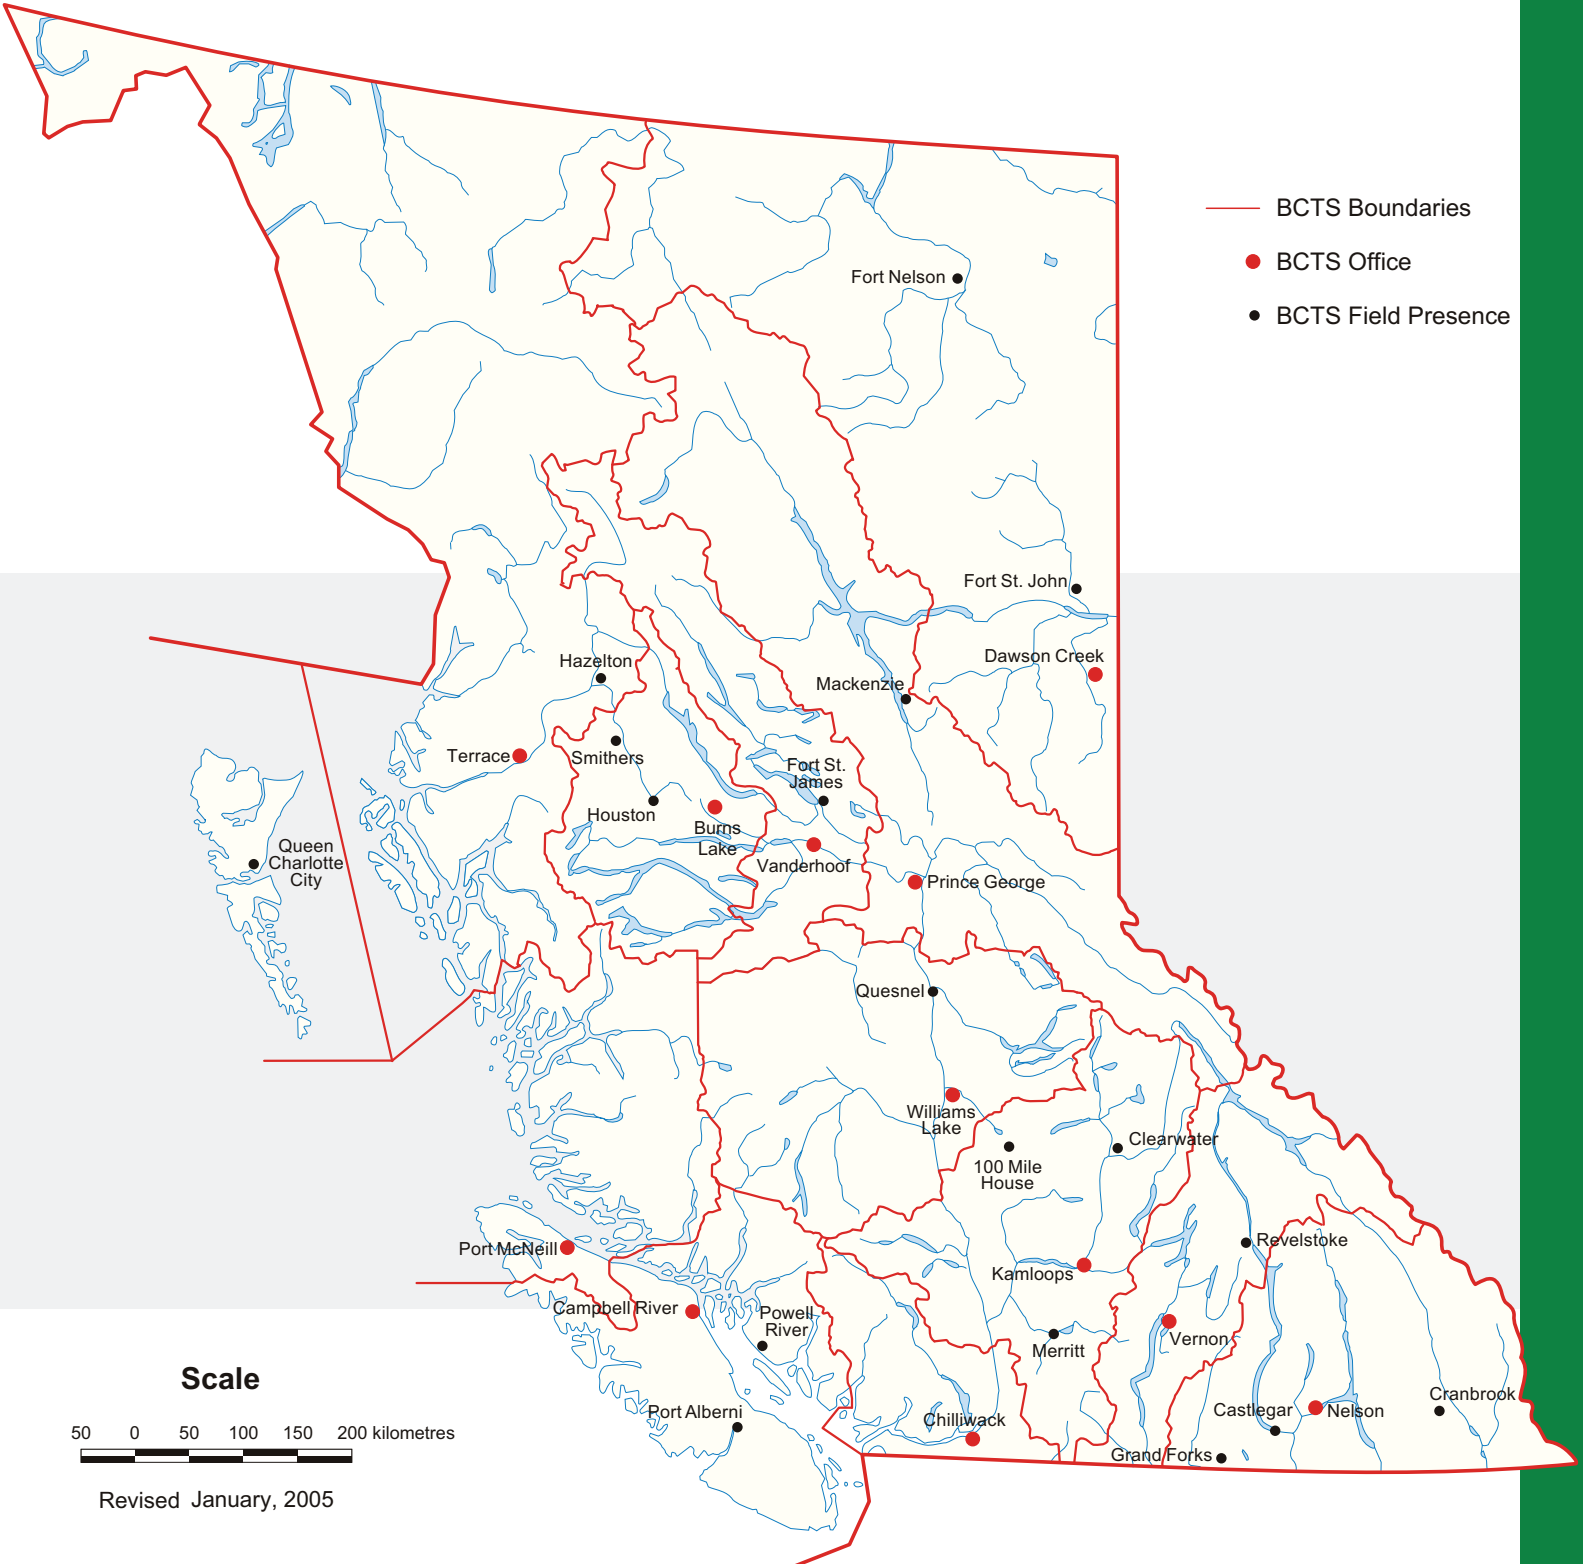 BCTS Boundaries
BCTS Office
BCTS Field Presence
Fort Nelson
Fort St. John
Dawson Creek
Hazelton
Mackenzie
Terrace
Smithers
Fort St.
James
Houston
Burns
Lake
Vanderhoof
Queen
Charlotte
City
Prince George
Quesnel
Williams
Lake
Clearwater
100 Mile
House
Port McNeill
Revelstoke
Kamloops
Campbell River
Powell
River
Merritt
Vernon
Port Alberni
Chilliwack
Castlegar
Nelson
Cranbrook
Grand Forks
Scale
50 0 50 100 150 200 kilometres
Revised January, 2005